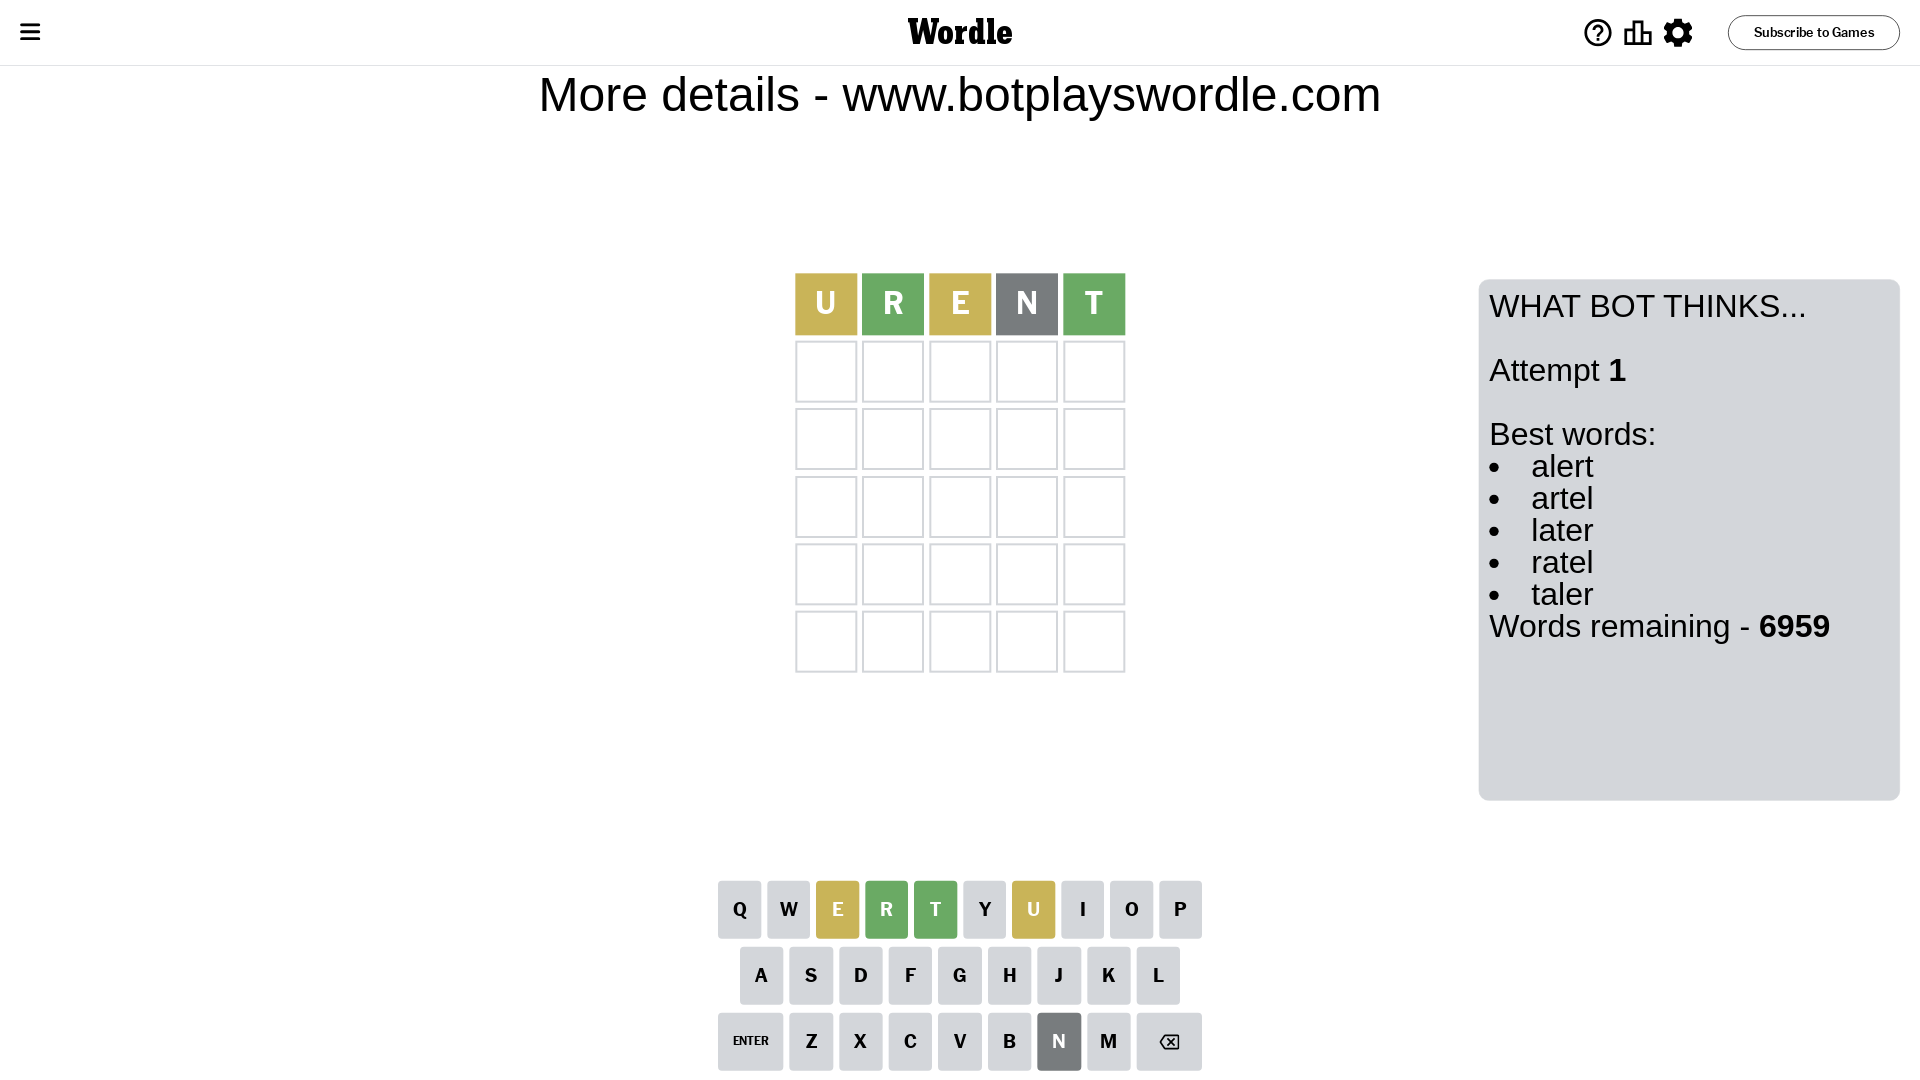 Wordle
Subscribe to Games
More details - www.botplayswordle.com
U R E N T
WHAT BOT THINKS...
Attempt 1
Best words:
• alert
• artel
• later
• ratel
• taler
Words remaining - 6959
Q W E R T Y U I O P
A S D F G H J K L
ENTER Z X C V B N M